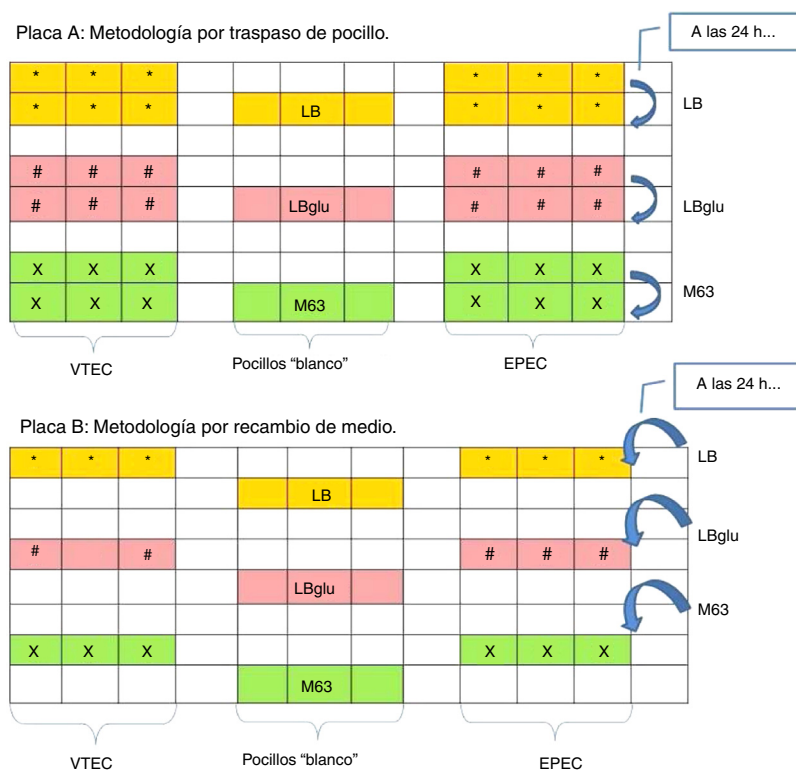 Placa A: Metodología por traspaso de pocillo.
A las 24 h...
* * * * * *
* * * LB * * * LB
# # # # # #
# # # LBglu # # # LBglu
X X X X X X
X X X M63 X X X M63
VTEC Pocillos “blanco” EPEC
A las 24 h...
Placa B: Metodología por recambio de medio.
* * * * * * LB
LB
LBglu
# # # # #
LBglu
M63
X X X X X X
M63
VTEC Pocillos “blanco” EPEC